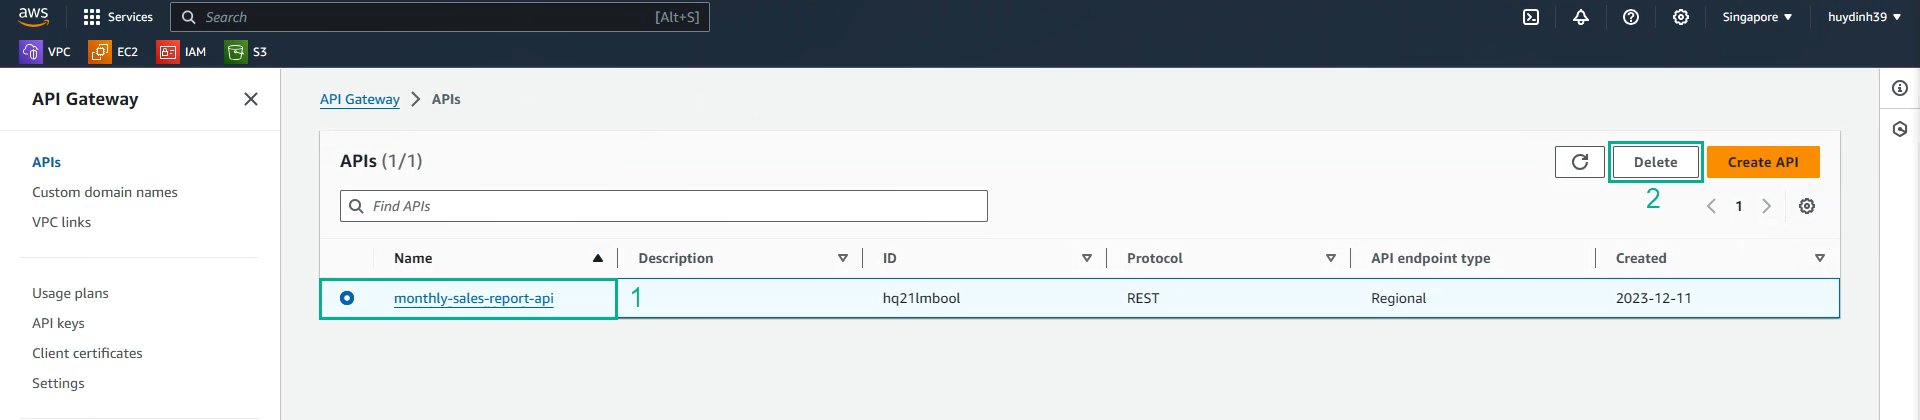 aws Services Search [Alt+S] Singapore huydinh39
VPC EC2 IAM S3
API Gateway
APIs
Custom domain names
VPC links
Usage plans
API keys
Client certificates
Settings
API Gateway > APIs
APIs (1/1) Delete Create API
2
Find APIs 1
Name Description ID Protocol API endpoint type Created
monthly-sales-report-api 1 hq21lmbool REST Regional 2023-12-11